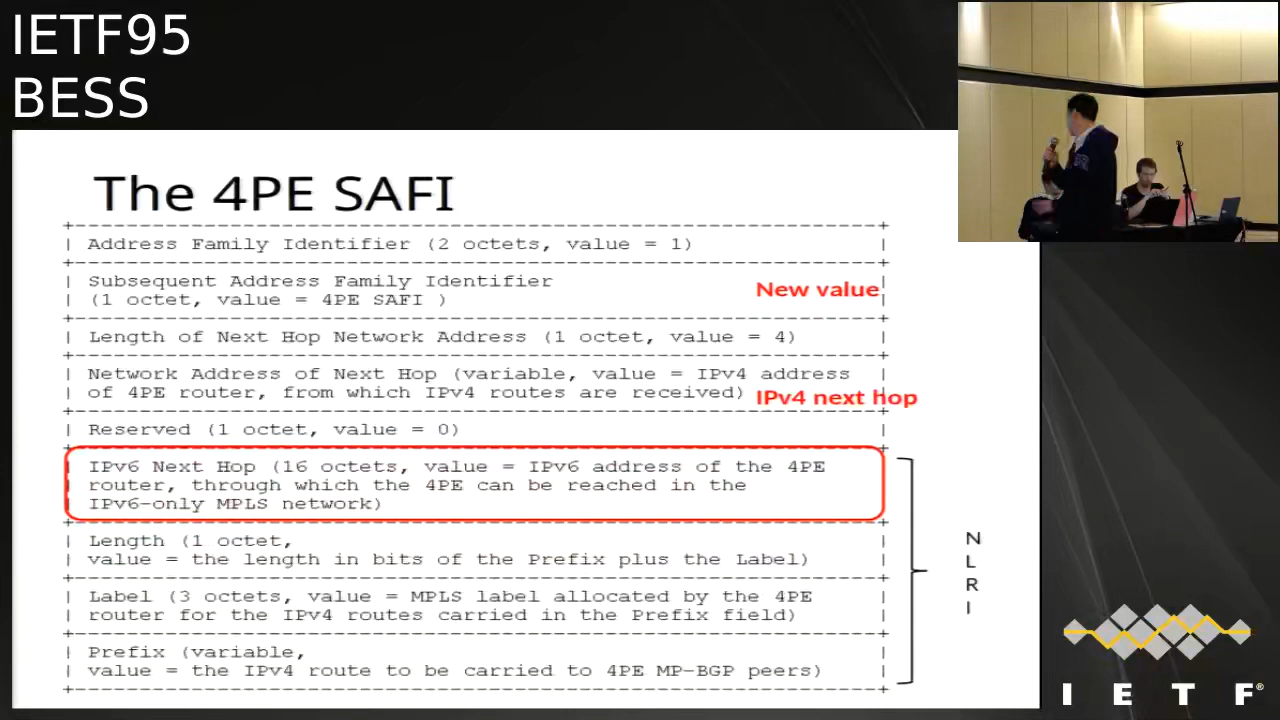 IETF95
BESS
The 4PE SAFI
Address Family Identifier (2 octets, value = 1)
Subsequent Address Family Identifier
(1 octet, value = 4PE SAFI )
New value
Length of Next Hop Network Address (1 octet, value = 4)
Network Address of Next Hop (variable, value = IPv4 address
of 4PE router, from which IPv4 routes are received)
IPv4 next hop
Reserved (1 octet, value = 0)
IPv6 Next Hop (16 octets, value = IPv6 address of the 4PE
router, through which the 4PE can be reached in the
IPv6-only MPLS network)
Length (1 octet,
value = the length in bits of the Prefix plus the Label)
Label (3 octets, value = MPLS label allocated by the 4PE
router for the IPv4 routes carried in the Prefix field)
Prefix (variable,
value = the IPv4 route to be carried to 4PE MP-BGP peers)
N
L
R
I
I E T F®